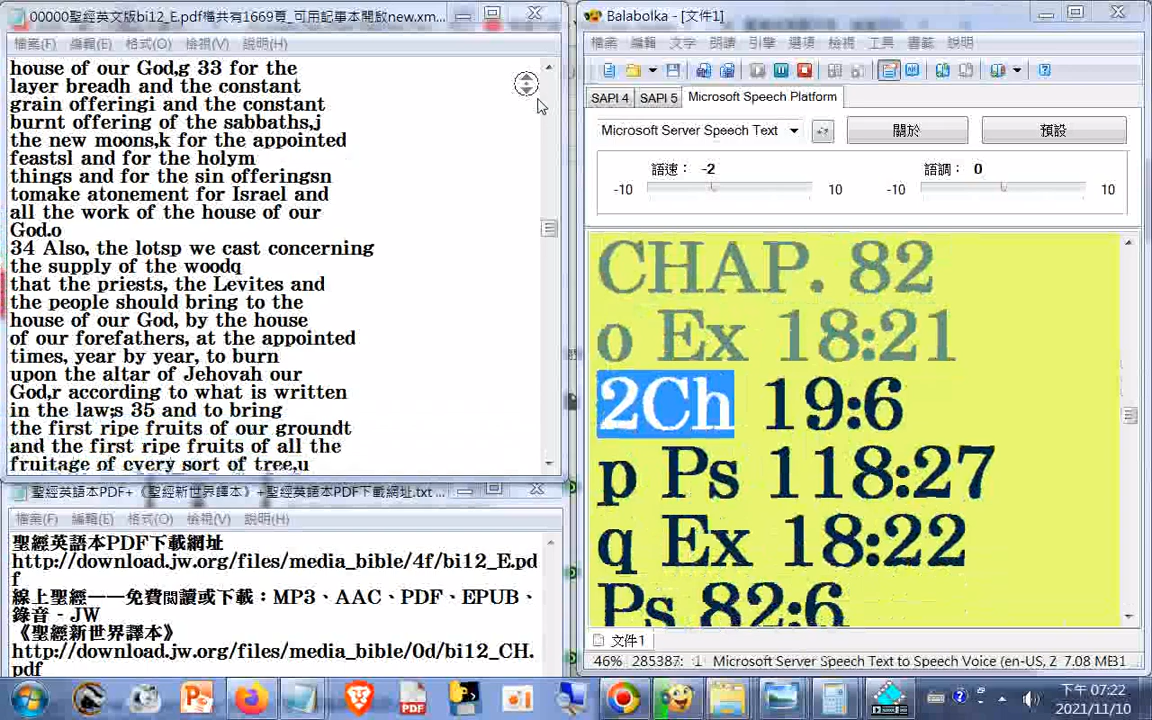 00000聖經英文版bi12_E.pdf檔共有1669頁_可用記事本開啟new.xm...
檔案(F) 編輯(E) 格式(O) 檢視(V) 說明(H)
house of our God,g 33 for the
layer breadh and the constant
grain offeringi and the constant
burnt offering of the sabbaths,j
the new moons,k for the appointed
feastsl and for the holym
things and for the sin offeringsn
tomake atonement for Israel and
all the work of the house of our
God.o
34 Also, the lotsp we cast concerning
the supply of the woodq
that the priests, the Levites and
the people should bring to the
house of our God, by the house
of our forefathers, at the appointed
times, year by year, to burn
upon the altar of Jehovah our
God,r according to what is written
in the law;s 35 and to bring
the first ripe fruits of our groundt
and the first ripe fruits of all the
fruitage of every sort of tree,u
聖經英語本PDF+《聖經新世界譯本》+聖經英語本PDF下載網址.txt ...
檔案(F) 編輯(E) 格式(O) 檢視(V) 說明(H)
聖經英語本PDF下載網址
http://download.jw.org/files/media_bible/4f/bi12_E.pd
f
線上聖經——免費閱讀或下載：MP3、AAC、PDF、EPUB、
錄音 - JW
《聖經新世界譯本》
http://download.jw.org/files/media_bible/0d/bi12_CH.
pdf
Balabolka - [文件1]
檔案 編輯 文字 朗讀 引擎 選項 檢視 工具 書籤 說明
SAPI 4 SAPI 5 Microsoft Speech Platform
Microsoft Server Speech Text 關於 預設
語速： -2 語調： 0
-10 10 -10 10
CHAP. 82
o Ex 18:21
2Ch 19:6
p Ps 118:27
q Ex 18:22
Ps 82:6
文件1
46% 285387: 1 Microsoft Server Speech Text to Speech Voice (en-US, Z 7.08 MB1
下午 07:22
2021/11/10